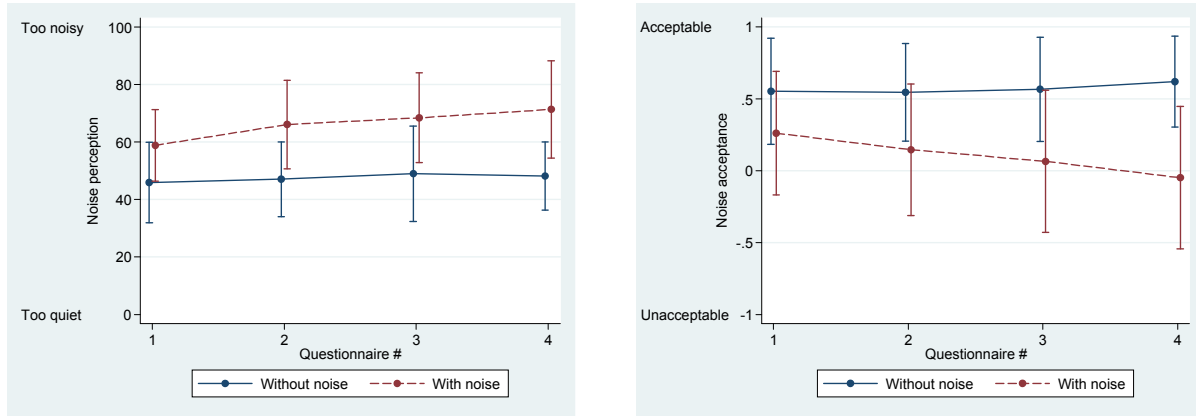 Too noisy
Too quiet
Noise perception
100
80
60
40
20
0
1 2 3 4
Questionnaire #
Without noise With noise
Acceptable
Unacceptable
Noise acceptance
1
.5
0
-.5
-1
1 2 3 4
Questionnaire #
Without noise With noise